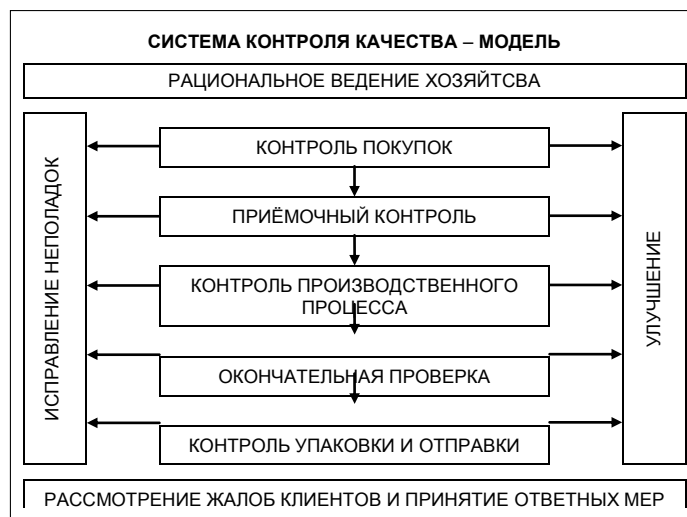 СИСТЕМА КОНТРОЛЯ КАЧЕСТВА – МОДЕЛЬ
РАЦИОНАЛЬНОЕ ВЕДЕНИЕ ХОЗЯЙТСВА
ИСПРАВЛЕНИЕ НЕПОЛАДОК
КОНТРОЛЬ ПОКУПОК
ПРИЁМОЧНЫЙ КОНТРОЛЬ
КОНТРОЛЬ ПРОИЗВОДСТВЕННОГО
ПРОЦЕССА
ОКОНЧАТЕЛЬНАЯ ПРОВЕРКА
КОНТРОЛЬ УПАКОВКИ И ОТПРАВКИ
УЛУЧШЕНИЕ
РАССМОТРЕНИЕ ЖАЛОБ КЛИЕНТОВ И ПРИНЯТИЕ ОТВЕТНЫХ МЕР